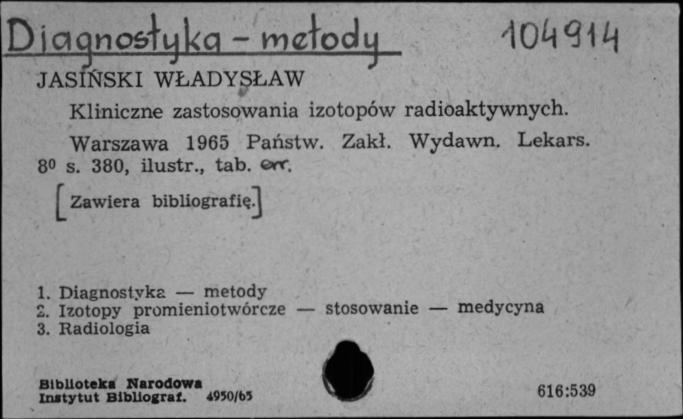 Diagnostyka - metody 104914
JASIŃSKI WŁADYSŁAW
Kliniczne zastosowania izotopów radioaktywnych.
Warszawa 1965 Państw. Zakł. Wydawn. Lekars.
8⁰ s. 380, ilustr., tab. err.
[Zawiera bibliografię.]
1. Diagnostyka — metody
2. Izotopy promieniotwórcze — stosowanie — medycyna
3. Radiologia
Biblioteka Narodowa
Instytut Bibliograf. 4950/65
616:539